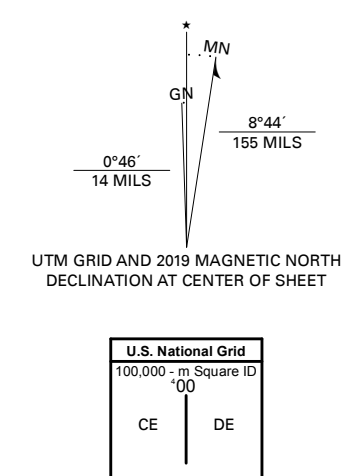 ★
MN
GN
8°44´
155 MILS
0°46´
14 MILS
UTM GRID AND 2019 MAGNETIC NORTH
DECLINATION AT CENTER OF SHEET
U.S. National Grid
100,000 - m Square ID
⁴00
CE DE